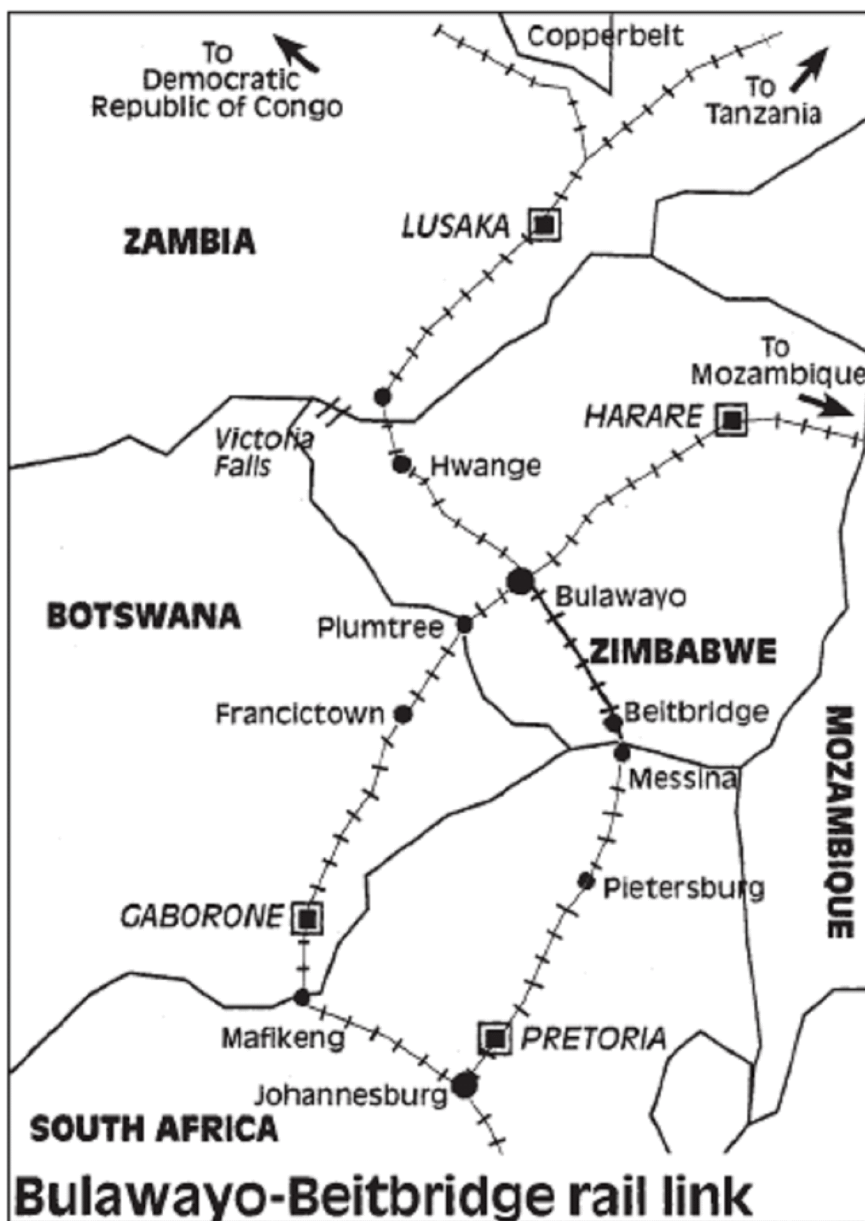 Copperbelt
To
Democratic
Republic of Congo
To
Tanzania
LUSAKA
ZAMBIA
To
Mozambique
HARARE
Victoria
Falls
Hwange
Bulawayo
BOTSWANA
Plumtree
ZIMBABWE
Francictown
Beitbridge
Messina
MOZAMBIQUE
Pietersburg
GABORONE
Mafikeng
PRETORIA
Johannesburg
SOUTH AFRICA
Bulawayo-Beitbridge rail link